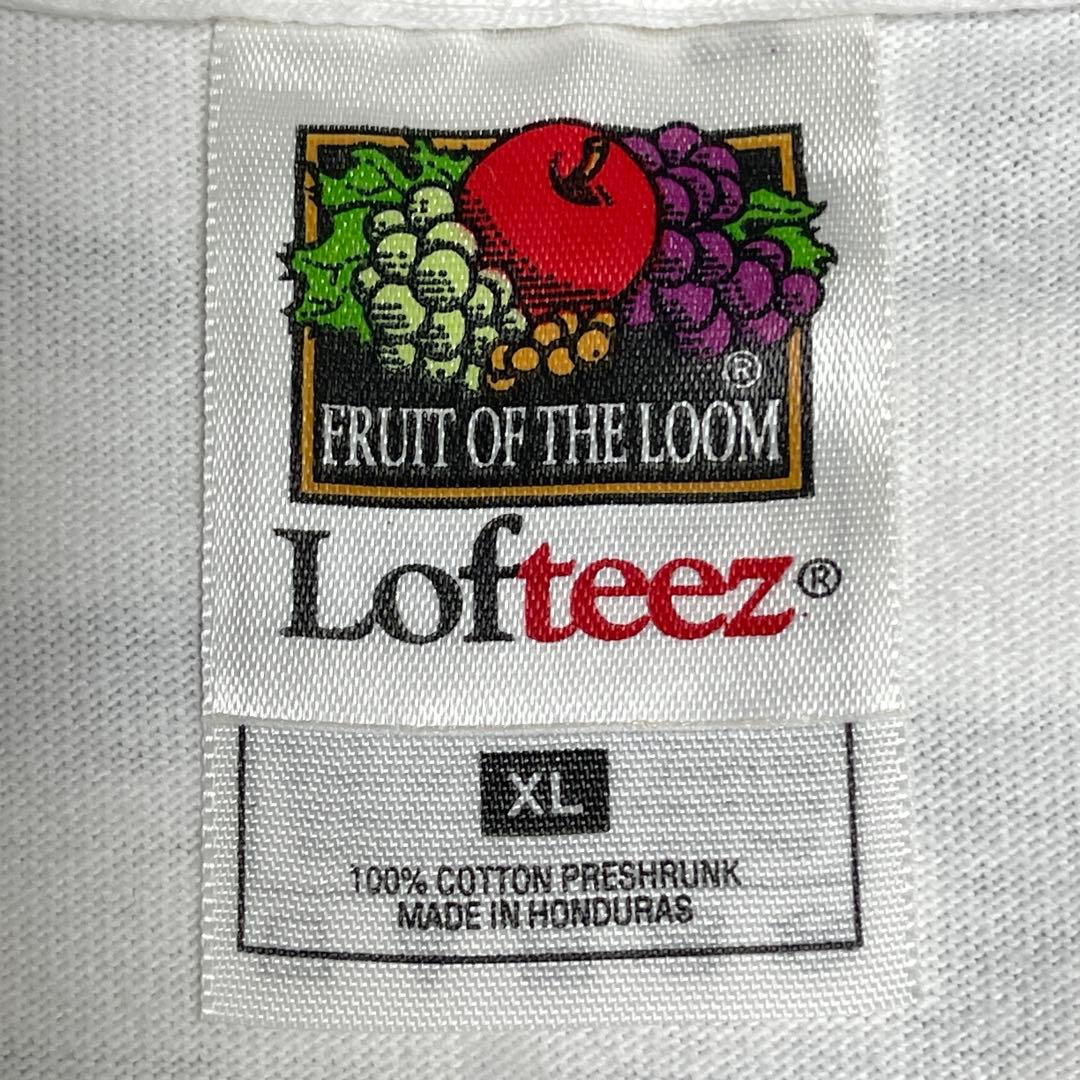 ®
FRUIT OF THE LOOM
Lofteez®
XL
100% COTTON PRESHRUNK
MADE IN HONDURAS